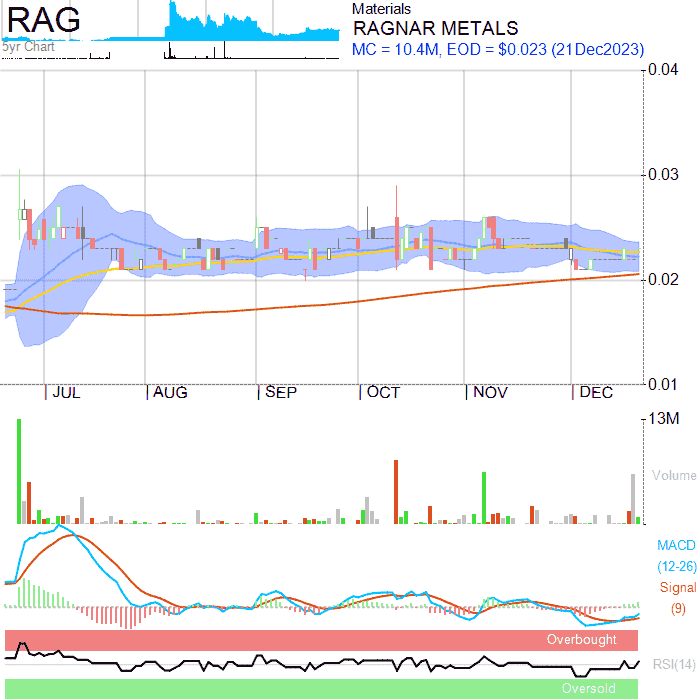 RAG
5yr Chart
Materials
RAGNAR METALS
MC = 10.4M, EOD = $0.023 (21Dec2023)
0.04
0.03
0.02
0.01
JUL AUG SEP OCT NOV DEC
13M
Volume
MACD
(12-26)
Signal
(9)
Overbought
RSI(14)
Oversold